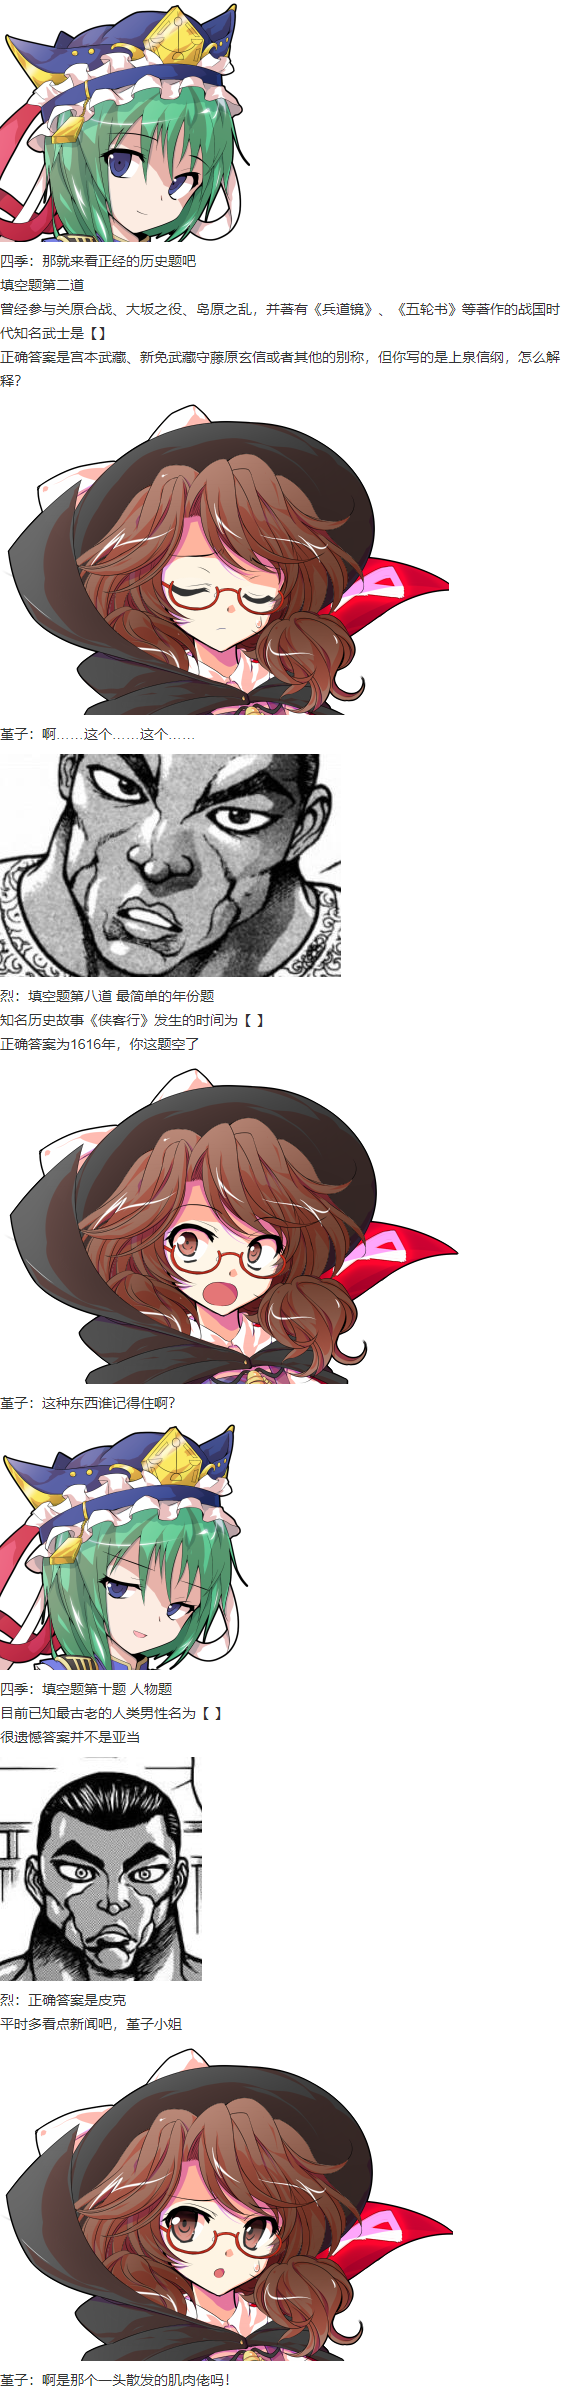 四季：那就来看正经的历史题吧
填空题第二道
曾经参与关原合战、大坂之役、岛原之乱，并著有《兵道镜》、《五轮书》等著作的战国时
代知名武士是【】
正确答案是宫本武藏、新免武藏守藤原玄信或者其他的别称，但你写的是上泉信纲，怎么解
释？
堇子：啊……这个……这个……
烈：填空题第八道 最简单的年份题
知名历史故事《侠客行》发生的时间为【 】
正确答案为1616年，你这题空了
堇子：这种东西谁记得住啊？
四季：填空题第十题 人物题
目前已知最古老的人类男性名为【 】
很遗憾答案并不是亚当
烈：正确答案是皮克
平时多看点新闻吧，堇子小姐
堇子：啊是那个一头散发的肌肉佬吗！